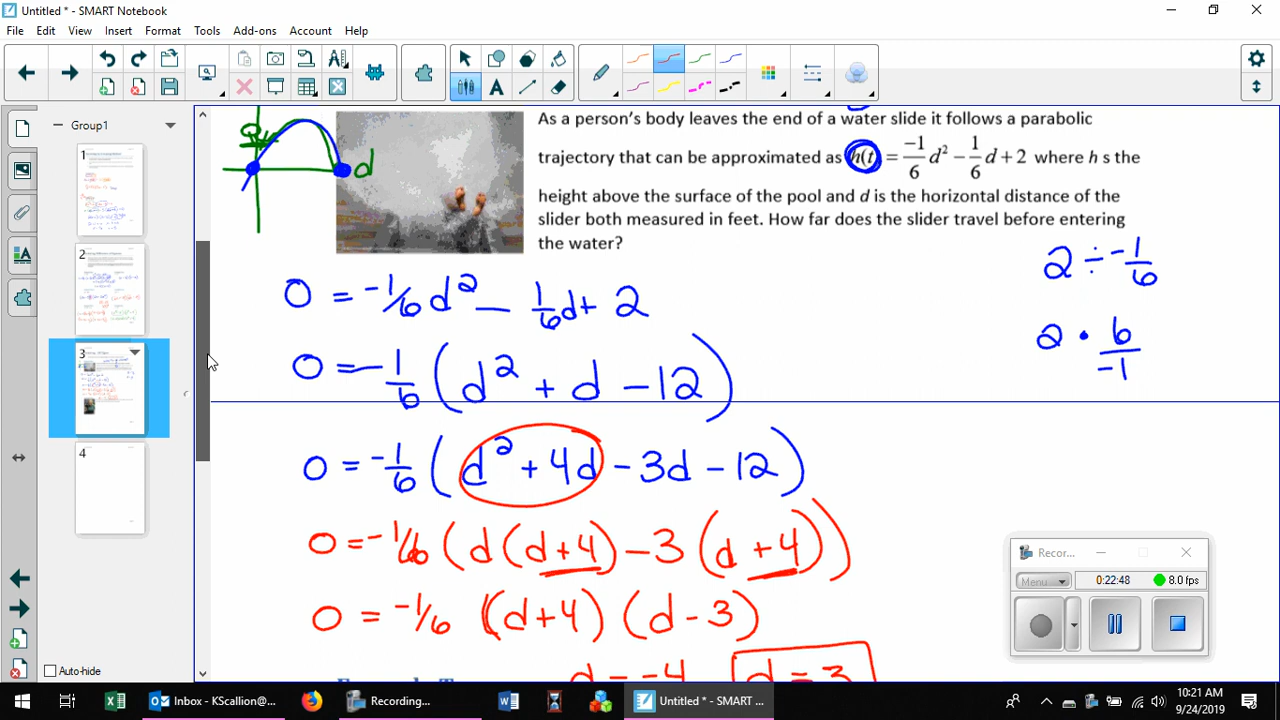 Untitled * - SMART Notebook
File Edit View Insert Format Tools Add-ons Account Help
Group1
1
2
3
4
Auto-hide
d
As a person's body leaves the end of a water slide it follows a parabolic
trajectory that can be approximated as h(t) = -1/6 d² - 1/6 d + 2 where h s the
height above the surface of the pool and d is the horizontal distance of the
slider both measured in feet. How far does the slider travel before entering
the water?
2 ÷ -1/6
2 · 6/-1
0 = -1/6 d² - 1/6 d + 2
0 = -1/6 (d² + d - 12)
0 = -1/6 (d² + 4d - 3d - 12)
0 = -1/6 (d(d+4) - 3(d+4))
0 = -1/6 (d+4)(d-3)
d = -4 d = 3
Recor...
Menu
0:22:48
8.0 fps
Inbox - KScallion@...
Recording...
Untitled * - SMART ...
10:21 AM
9/24/2019